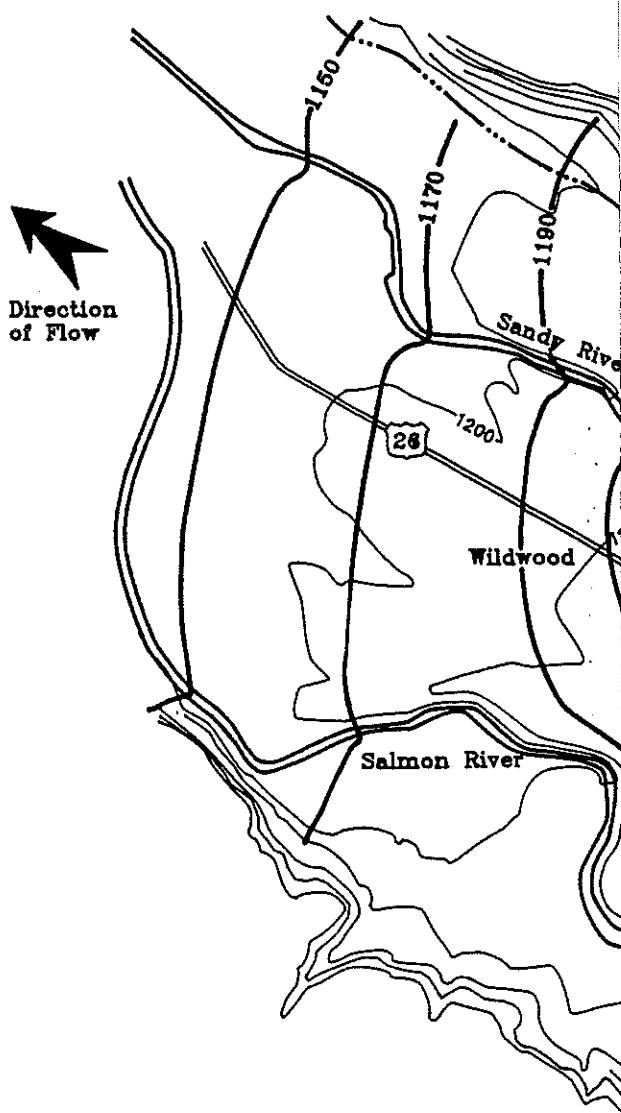 1150
1170
1190
Direction
of Flow
Sandy Rive
1200
26
Wildwood
Salmon River